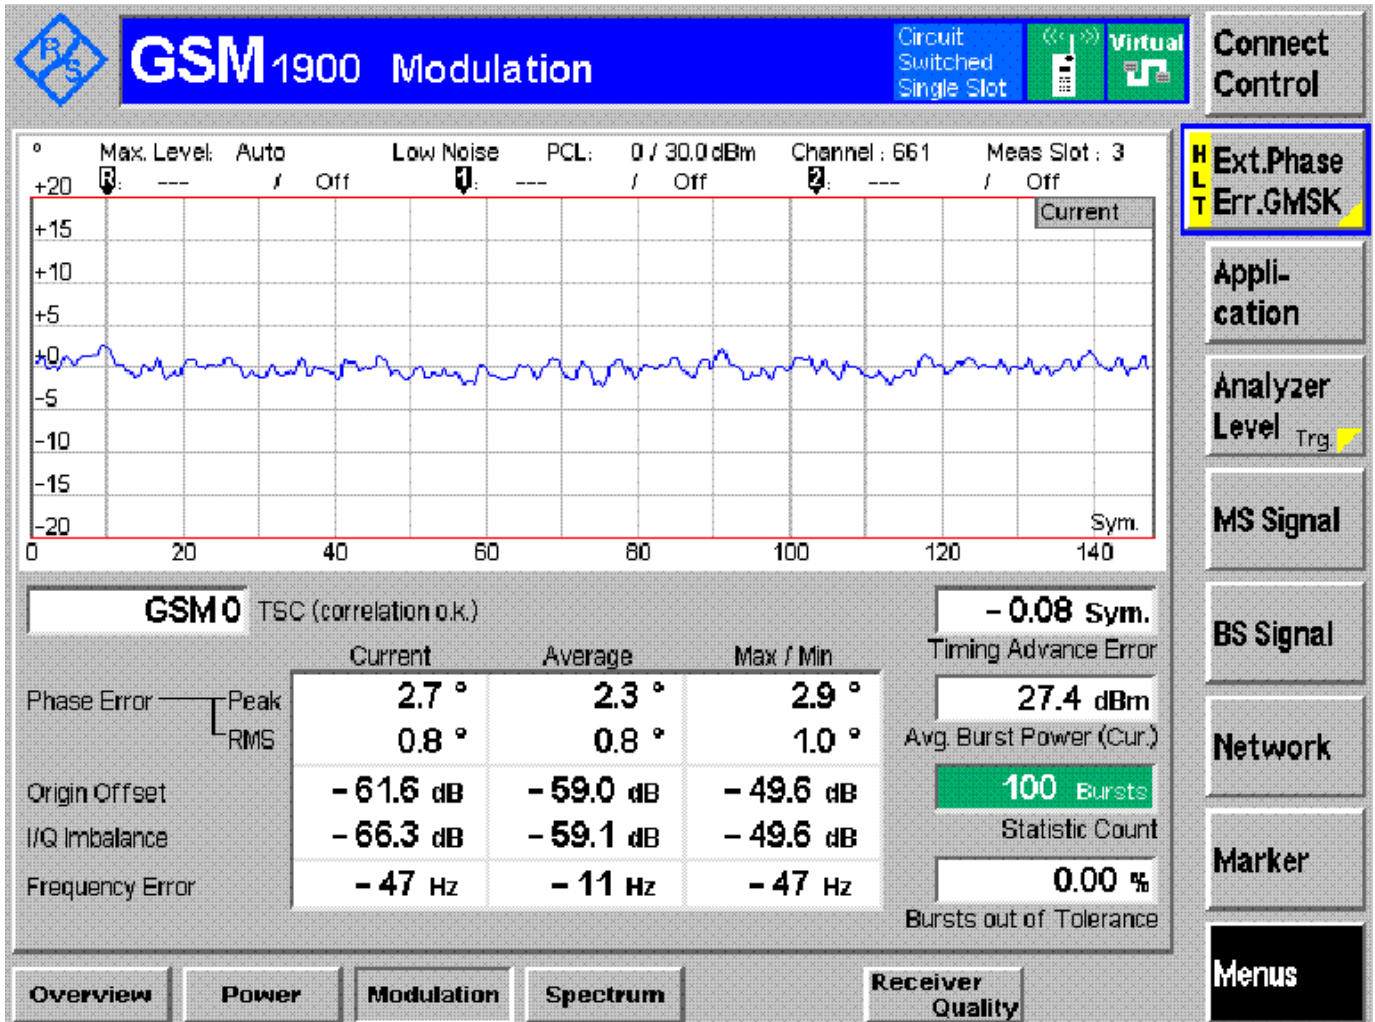 R/S
GSM 1900 Modulation
Circuit
Switched
Single Slot
Virtual
Connect
Control
° Max. Level: Auto Low Noise PCL: 0 / 30.0 dBm Channel : 661 Meas Slot : 3
R: --- / Off 1: --- / Off 2: --- / Off
Current
+20
+15
+10
+5
+0
-5
-10
-15
-20
Sym.
0 20 40 60 80 100 120 140
GSM 0 TSC (correlation o.k.)
Current Average Max / Min
Phase Error Peak 2.7 ° 2.3 ° 2.9 °
RMS 0.8 ° 0.8 ° 1.0 °
Origin Offset - 61.6 dB - 59.0 dB - 49.6 dB
I/Q Imbalance - 66.3 dB - 59.1 dB - 49.6 dB
Frequency Error - 47 Hz - 11 Hz - 47 Hz
- 0.08 Sym.
Timing Advance Error
27.4 dBm
Avg. Burst Power (Cur.)
100 Bursts
Statistic Count
0.00 %
Bursts out of Tolerance
HLT
Ext.Phase
Err.GMSK
Appli-
cation
Analyzer
Level Trg.
MS Signal
BS Signal
Network
Marker
Menus
Overview
Power
Modulation
Spectrum
Receiver
Quality